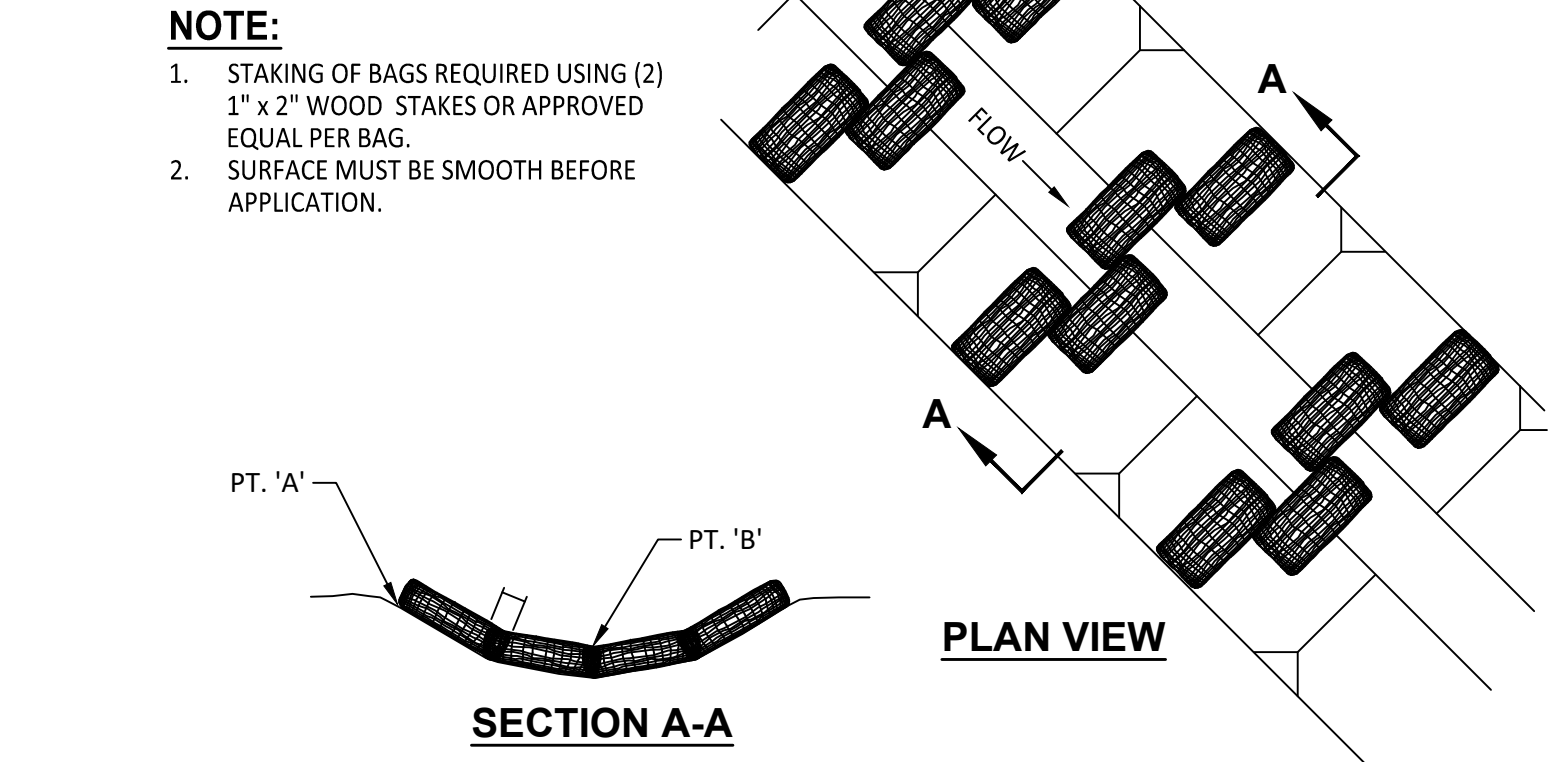 NOTE:
1. STAKING OF BAGS REQUIRED USING (2)
1" x 2" WOOD STAKES OR APPROVED
EQUAL PER BAG.
2. SURFACE MUST BE SMOOTH BEFORE
APPLICATION.
A
FLOW
A
PT. 'A'
PT. 'B'
PLAN VIEW
SECTION A-A